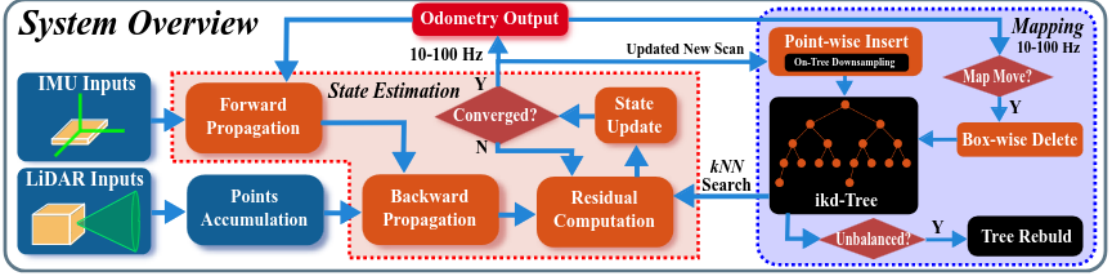 System Overview
Odometry Output
Mapping
10-100 Hz
10-100 Hz
Updated New Scan
Point-wise Insert
On-Tree Downsampling
Map Move?
IMU Inputs
State Estimation
Y
Forward
Propagation
Converged?
State
Update
Y
Box-wise Delete
N
LiDAR Inputs
Points
Accumulation
Backward
Propagation
Residual
Computation
kNN
Search
ikd-Tree
Unbalanced?
Y
Tree Rebuld